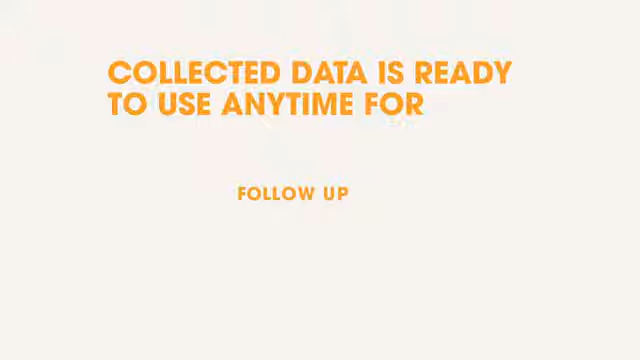 COLLECTED DATA IS READY
TO USE ANYTIME FOR
FOLLOW UP